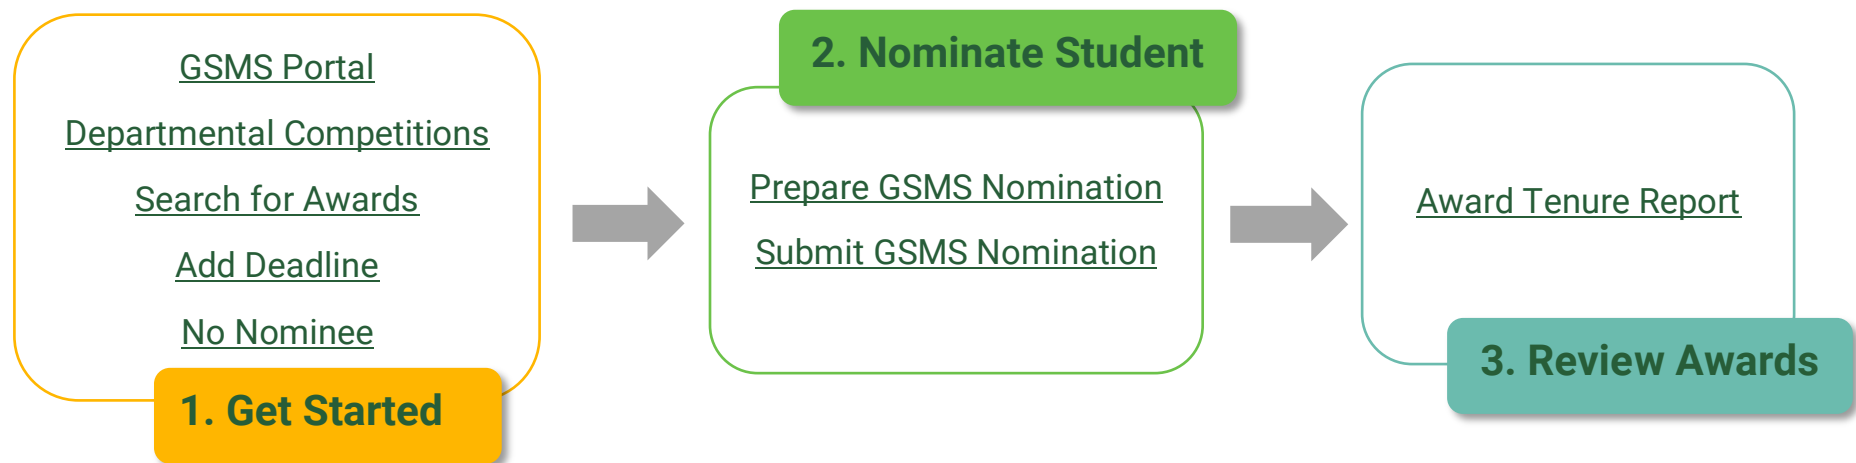 GSMS Portal
Departmental Competitions
Search for Awards
Add Deadline
No Nominee
1. Get Started
2. Nominate Student
Prepare GSMS Nomination
Submit GSMS Nomination
Award Tenure Report
3. Review Awards